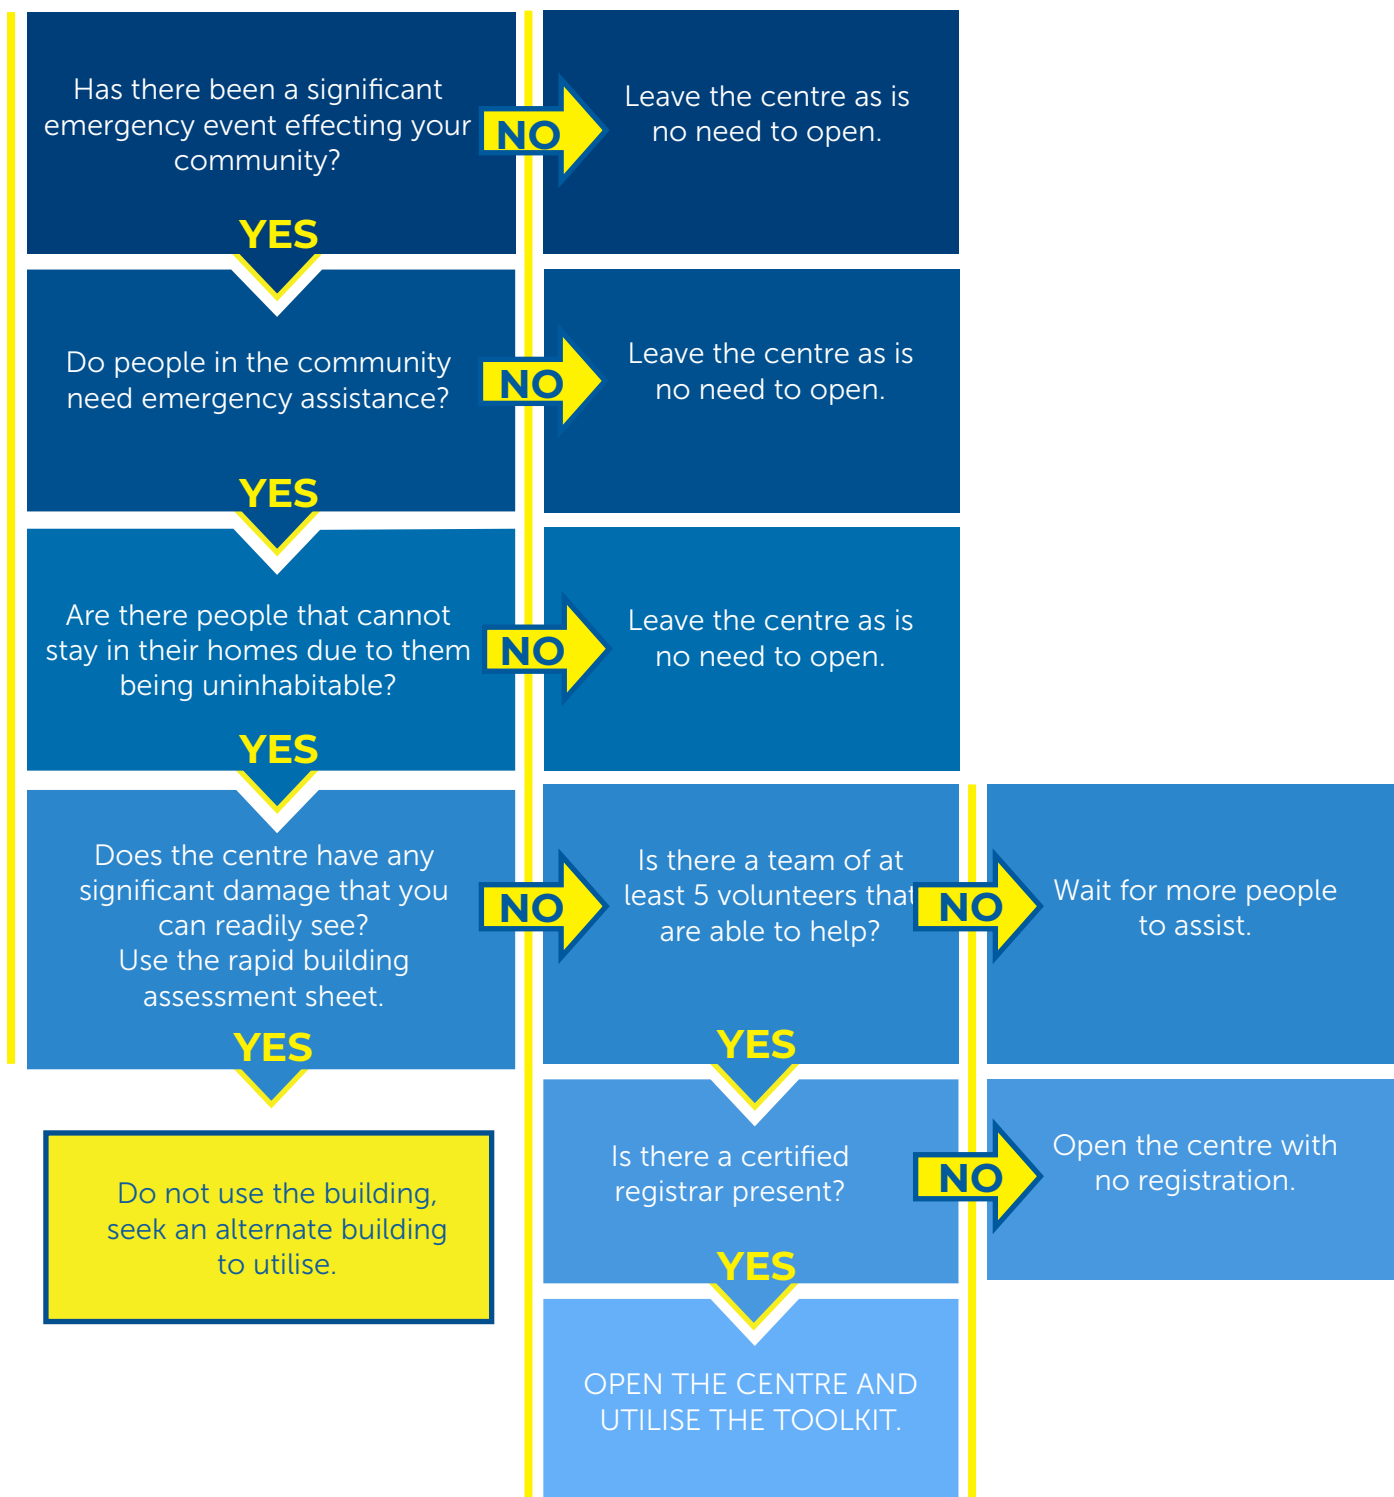 Has there been a significant
emergency event effecting your
community?
NO
Leave the centre as is
no need to open.
YES
Do people in the community
need emergency assistance?
NO
Leave the centre as is
no need to open.
YES
Are there people that cannot
stay in their homes due to them
being uninhabitable?
NO
Leave the centre as is
no need to open.
YES
Does the centre have any
significant damage that you
can readily see?
Use the rapid building
assessment sheet.
NO
Is there a team of at
least 5 volunteers that
are able to help?
NO
Wait for more people
to assist.
YES
YES
Do not use the building,
seek an alternate building
to utilise.
Is there a certified
registrar present?
NO
Open the centre with
no registration.
YES
OPEN THE CENTRE AND
UTILISE THE TOOLKIT.